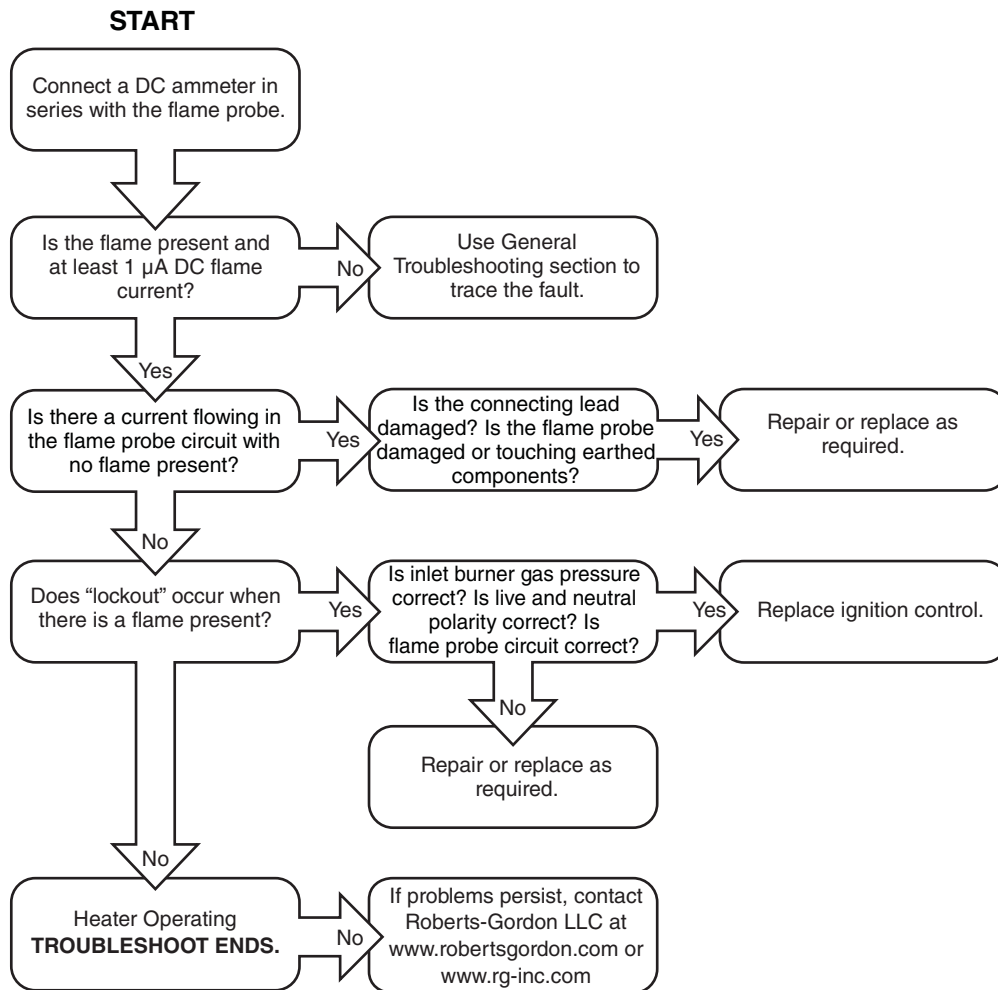 START
Connect a DC ammeter in
series with the flame probe.
Is the flame present and
at least 1 µA DC flame
current?
No
Use General
Troubleshooting section to
trace the fault.
Yes
Is there a current flowing in
the flame probe circuit with
no flame present?
Yes
Is the connecting lead
damaged? Is the flame probe
damaged or touching earthed
components?
Yes
Repair or replace as
required.
No
Does “lockout” occur when
there is a flame present?
Yes
Is inlet burner gas pressure
correct? Is live and neutral
polarity correct? Is
flame probe circuit correct?
Yes
Replace ignition control.
No
Repair or replace as
required.
No
Heater Operating
TROUBLESHOOT ENDS.
No
If problems persist, contact
Roberts-Gordon LLC at
www.robertsgordon.com or
www.rg-inc.com